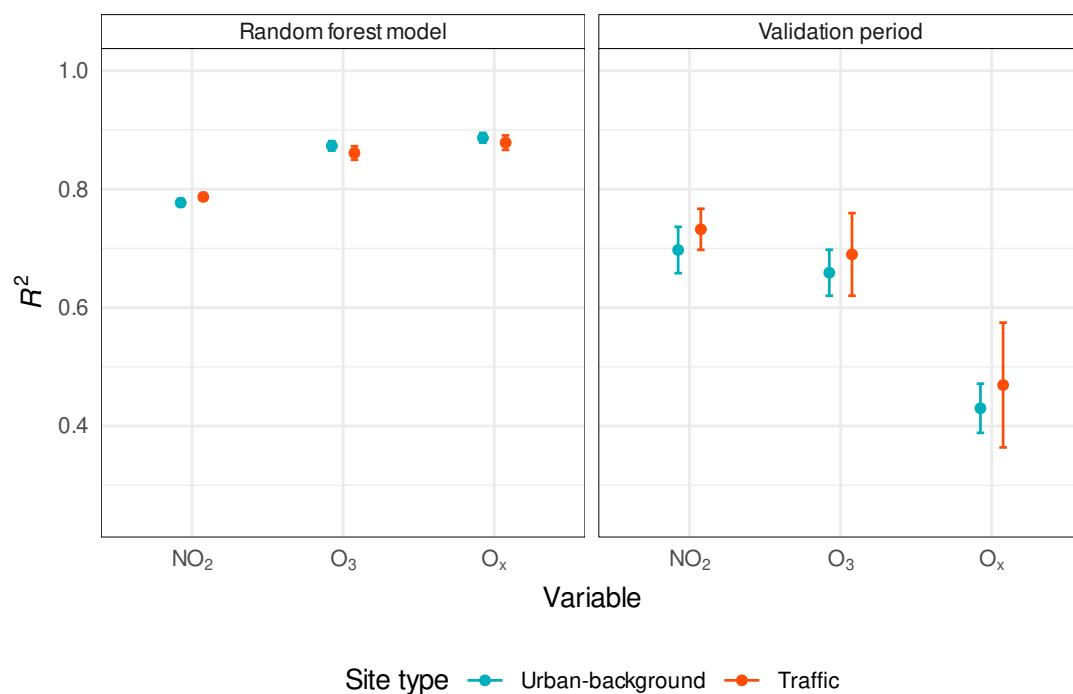 Random forest model Validation period
1.0
0.8
0.6
0.4
R²
NO₂ O₃ Oₓ NO₂ O₃ Oₓ
Variable
Site type Urban-background Traffic